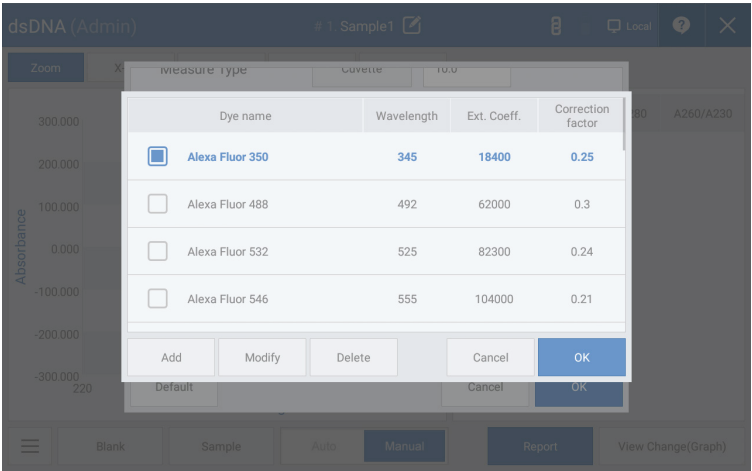 dsDNA (Admin)
# 1. Sample1
Local
?
Zoom
X-
Measure Type
Cuvette
10.0
280
A260/A230
Dye name
Wavelength
Ext. Coeff.
Correction
factor
Alexa Fluor 350
345
18400
0.25
Alexa Fluor 488
492
62000
0.3
Alexa Fluor 532
525
82300
0.24
Alexa Fluor 546
555
104000
0.21
Add
Modify
Delete
Cancel
OK
Default
Cancel
OK
Absorbance
300.000
200.000
100.000
0.000
-100.000
-200.000
-300.000
220
Blank
Sample
Auto
Manual
Report
View Change(Graph)